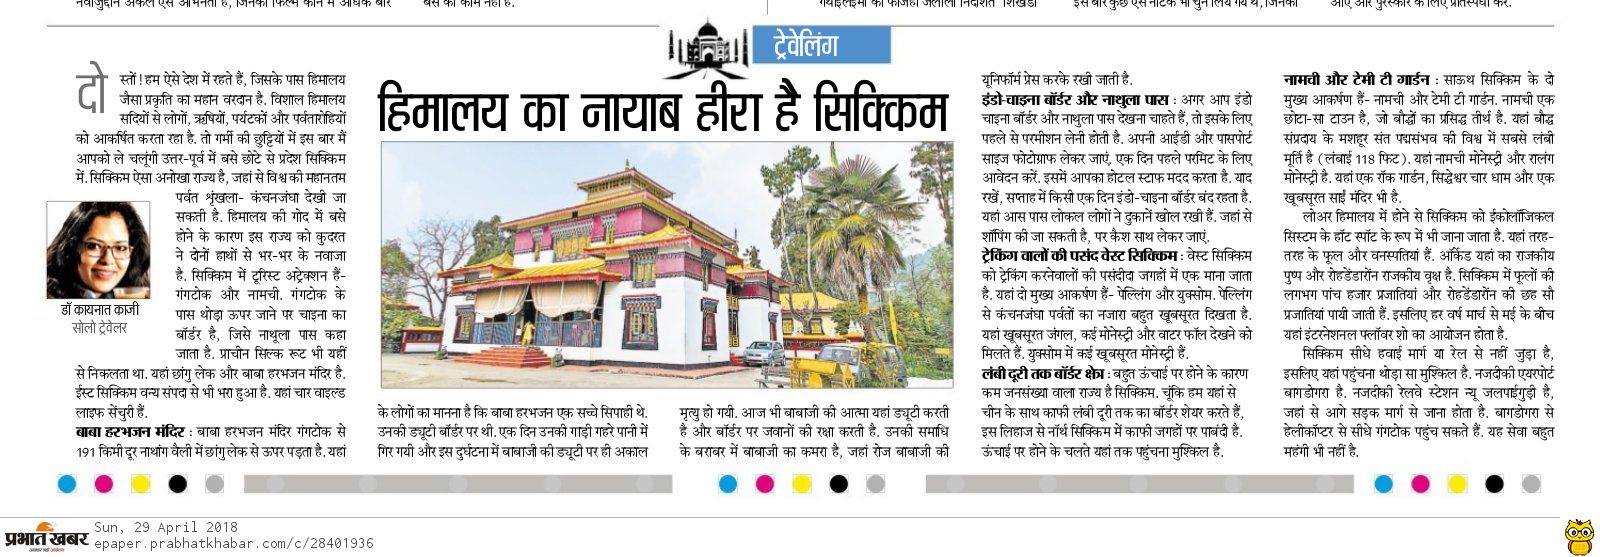 ट्रेवेलिंग
हिमालय का नायाब हीरा है सिक्किम
दो
स्तों ! हम ऐसे देश में रहते हैं, जिसके पास हिमालय
जैसा प्रकृति का महान वरदान है. विशाल हिमालय
सदियों से लोगों, ऋषियों, पर्यटकों और पर्वतारोहियों
को आकर्षित करता रहा है. तो गर्मी की छुट्टियों में इस बार मैं
आपको ले चलूंगी उत्तर-पूर्व में बसे छोटे से प्रदेश सिक्किम
में. सिक्किम ऐसा अनोखा राज्य है, जहां से विश्व की महानतम
पर्वत शृंखला- कंचनजंघा देखी जा
सकती है. हिमालय की गोद में बसे
होने के कारण इस राज्य को कुदरत
ने दोनों हाथों से भर-भर के नवाजा
है. सिक्किम में टूरिस्ट अट्रेक्शन हैं-
गंगटोक और नामची. गंगटोक के
पास थोड़ा ऊपर जाने पर चाइना का
बॉर्डर है, जिसे नाथूला पास कहा
जाता है. प्राचीन सिल्क रूट भी यहीं
से निकलता था. यहां छांगु लेक और बाबा हरभजन मंदिर है.
ईस्ट सिक्किम वन्य संपदा से भी भरा हुआ है. यहां चार वाइल्ड
लाइफ सेंचुरी हैं.
बाबा हरभजन मंदिर : बाबा हरभजन मंदिर गंगटोक से
191 किमी दूर नाथांग वैली में छांगु लेक से ऊपर पड़ता है. यहां
डॉ कायनात काजी
सोलो ट्रेवेलर
के लोगों का मानना है कि बाबा हरभजन एक सच्चे सिपाही थे.
उनकी ड्यूटी बॉर्डर पर थी. एक दिन उनकी गाड़ी गहरे पानी में
गिर गयी और इस दुर्घटना में बाबाजी की ड्यूटी पर ही अकाल
मृत्यु हो गयी. आज भी बाबाजी की आत्मा यहां ड्यूटी करती
है और बॉर्डर पर जवानों की रक्षा करती है. उनकी समाधि
के बराबर में बाबाजी का कमरा है, जहां रोज बाबाजी की
यूनिफॉर्म प्रेस करके रखी जाती है.
इंडो-चाइना बॉर्डर और नाथुला पास : अगर आप इंडो
चाइना बॉर्डर और नाथुला पास देखना चाहते हैं, तो इसके लिए
पहले से परमीशन लेनी होती है. अपनी आईडी और पासपोर्ट
साइज फोटोग्राफ लेकर जाएं, एक दिन पहले परमिट के लिए
आवेदन करें. इसमें आपका होटल स्टाफ मदद करता है. याद
रखें, सप्ताह में किसी एक दिन इंडो-चाइना बॉर्डर बंद रहता है.
यहां आस पास लोकल लोगों ने दुकानें खोल रखी हैं. जहां से
शॉपिंग की जा सकती है, पर कैश साथ लेकर जाएं.
ट्रेकिंग वालों की पसंद वेस्ट सिक्किम : वेस्ट सिक्किम
को ट्रेकिंग करनेवालों की पसंदीदा जगहों में एक माना जाता
है. यहां दो मुख्य आकर्षण हैं- पेल्लिंग और युक्सोम. पेल्लिंग
से कंचनजंघा पर्वतों का नजारा बहुत खूबसूरत दिखता है.
यहां खूबसूरत जंगल, कई मोनेस्ट्री और वाटर फॉल देखने को
मिलते हैं. युक्सोम में कई खूबसूरत मोनेस्ट्री हैं.
लंबी दूरी तक बॉर्डर क्षेत्र : बहुत ऊंचाई पर होने के कारण
कम जनसंख्या वाला राज्य है सिक्किम. चूंकि हम यहां से
चीन के साथ काफी लंबी दूरी तक का बॉर्डर शेयर करते हैं,
इस लिहाज से नॉर्थ सिक्किम में काफी जगहों पर पाबंदी है.
ऊंचाई पर होने के चलते यहां तक पहुंचना मुश्किल है.
नामची और टेमी टी गार्डन : साऊथ सिक्किम के दो
मुख्य आकर्षण हैं- नामची और टेमी टी गार्डन. नामची एक
छोटा-सा टाउन है, जो बौद्धों का प्रसिद्ध तीर्थ है. यहां बौद्ध
संप्रदाय के मशहूर संत पद्मसंभव की विश्व में सबसे लंबी
मूर्ति है (लंबाई 118 फिट). यहां नामची मोनेस्ट्री और रालंग
मोनेस्ट्री है. यहां एक रॉक गार्डन, सिद्धेश्वर चार धाम और एक
खूबसूरत साईं मंदिर भी है.
लोअर हिमालय में होने से सिक्किम को ईकोलॉजिकल
सिस्टम के हॉट स्पॉट के रूप में भी जाना जाता है. यहां तरह-
तरह के फूल और वनस्पतियां हैं. ऑर्किड यहां का राजकीय
पुष्प और रोहडेंडारोंन राजकीय वृक्ष है. सिक्किम में फूलों की
लगभग पांच हजार प्रजातियां और रोहडेंडारोंन की छह सौ
प्रजातियां पायी जाती हैं. इसलिए हर वर्ष मार्च से मई के बीच
यहां इंटरनेशनल फ्लॉवर शो का आयोजन होता है.
सिक्किम सीधे हवाई मार्ग या रेल से नहीं जुड़ा है,
इसलिए यहां पहुंचना थोड़ा सा मुश्किल है. नजदीकी एयरपोर्ट
बागडोगरा है. नजदीकी रेलवे स्टेशन न्यू जलपाईगुड़ी है,
जहां से आगे सड़क मार्ग से जाना होता है. बागडोगरा से
हेलीकॉप्टर से सीधे गंगटोक पहुंच सकते हैं. यह सेवा बहुत
महंगी भी नहीं है.
प्रभात खबर
Sun, 29 April 2018
epaper.prabhatkhabar.com/c/28401936